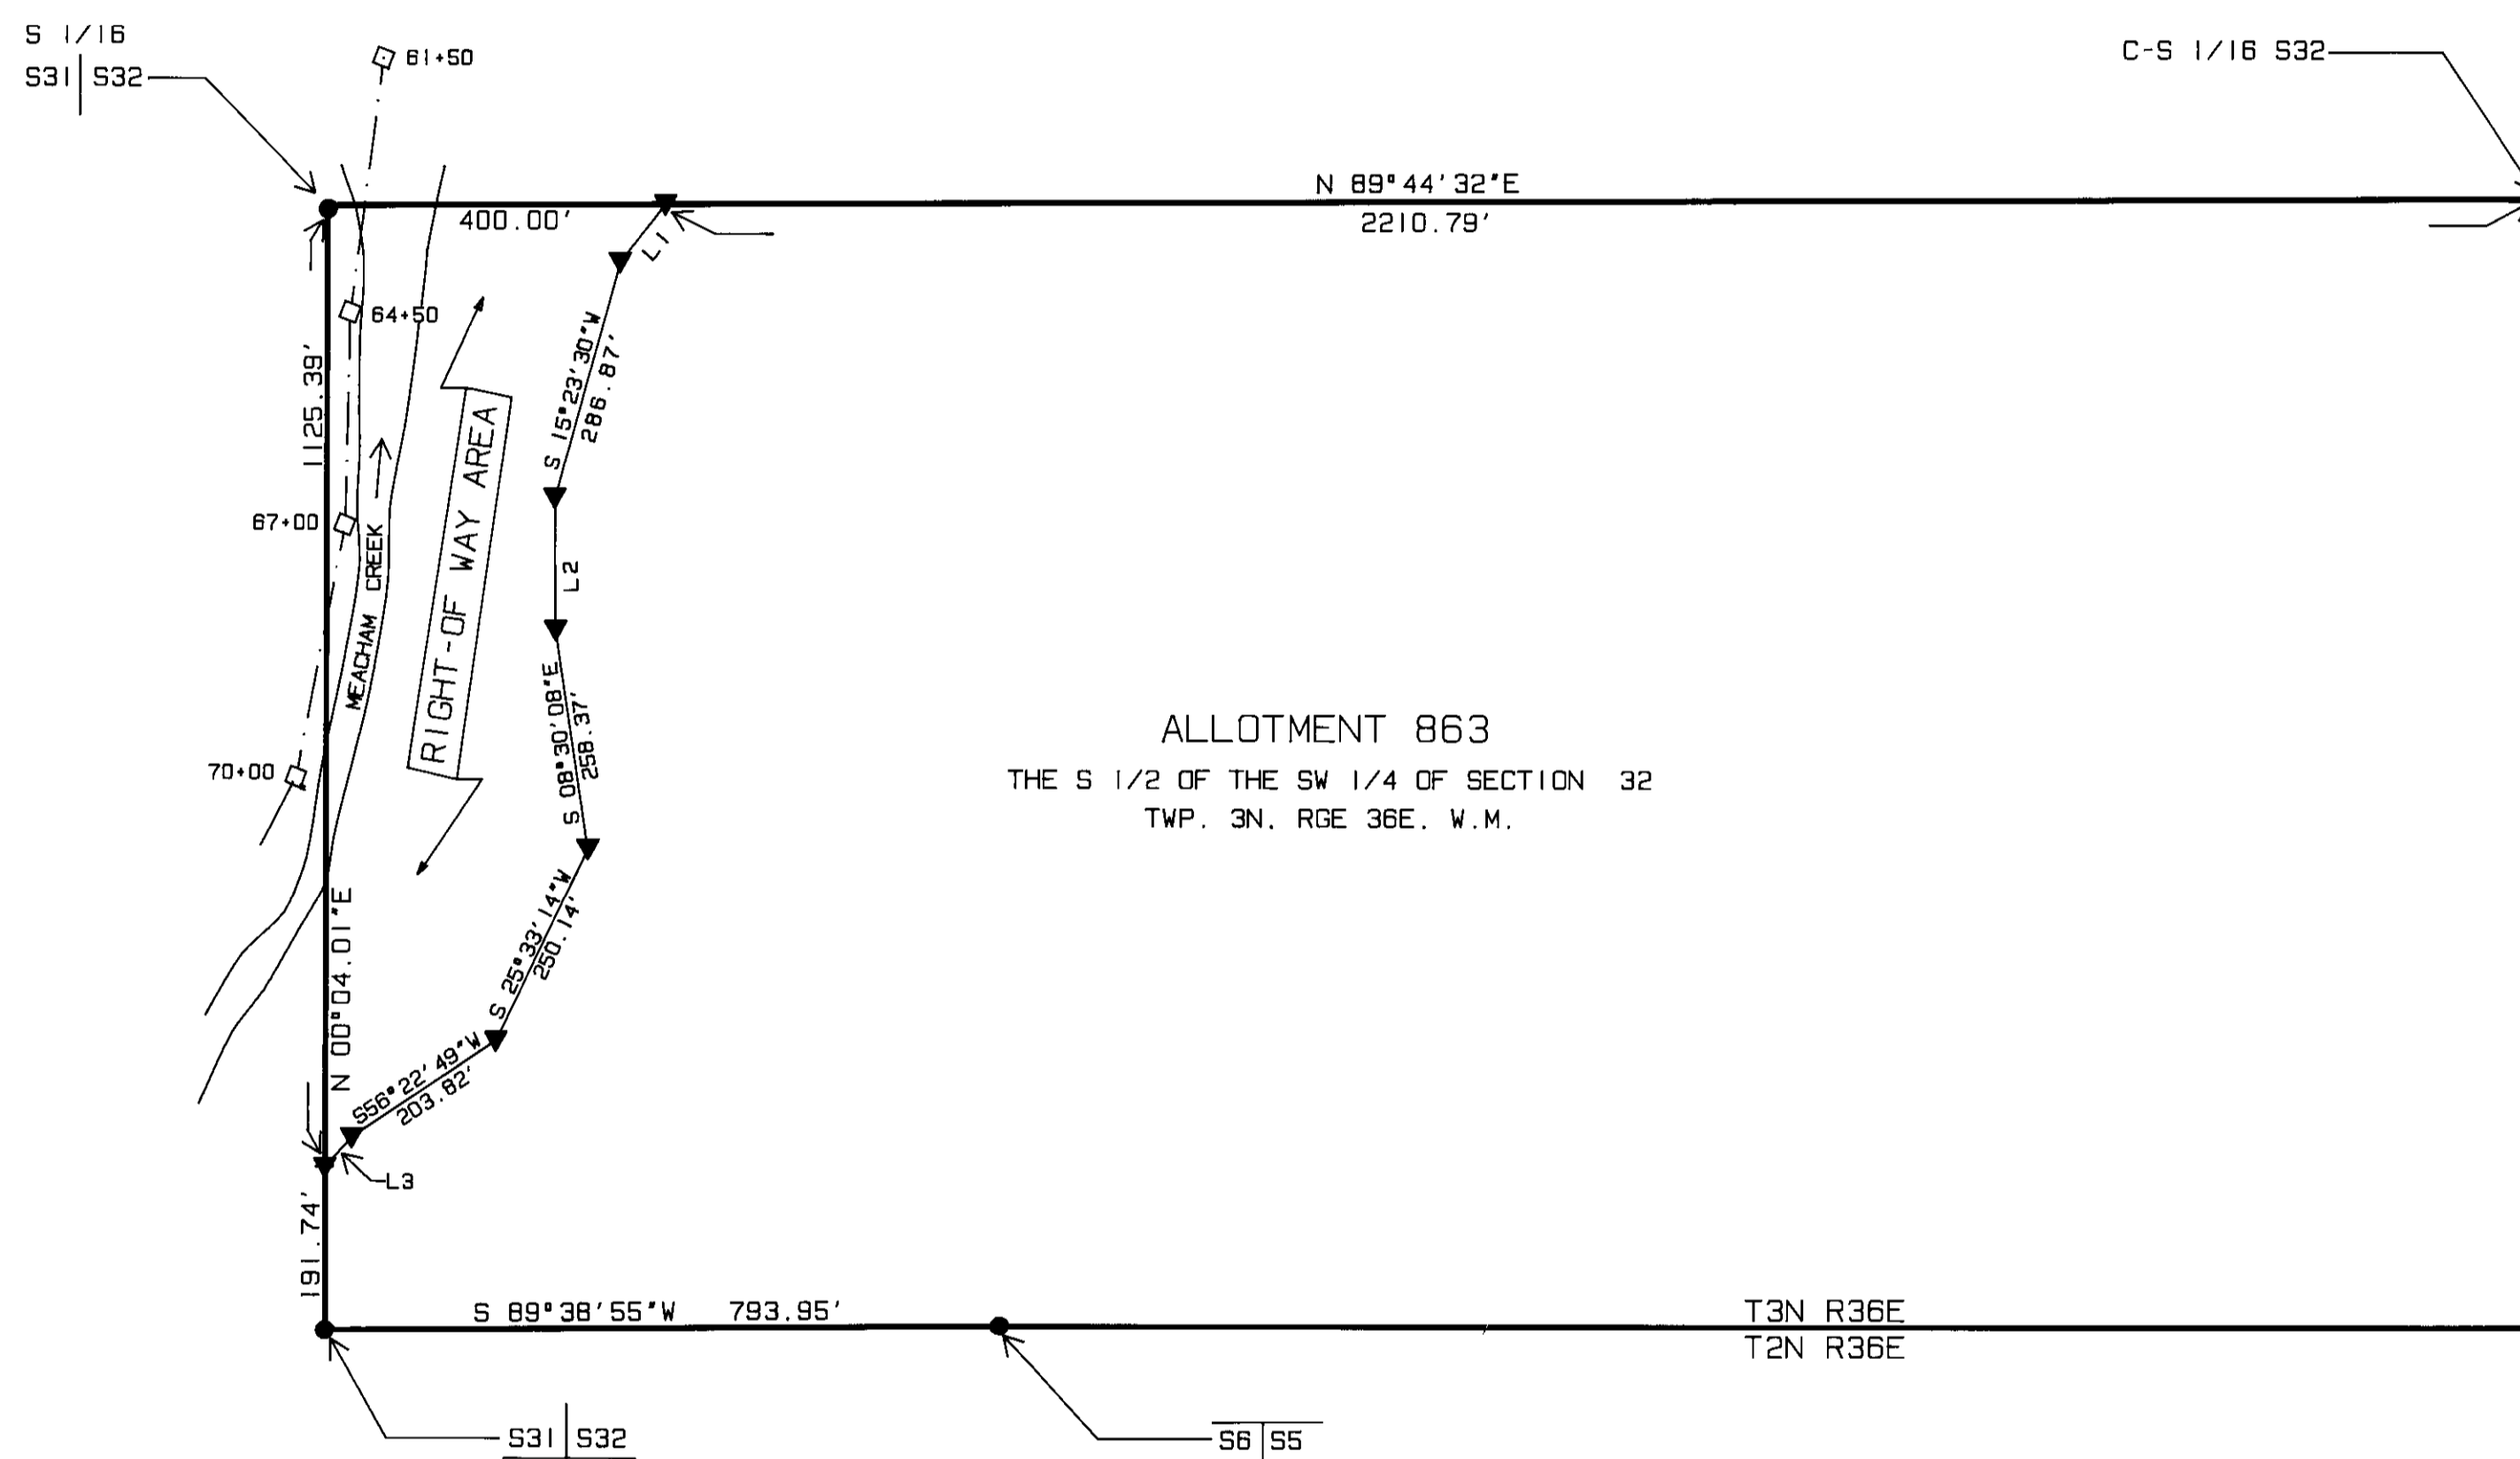 S 1/16
S31 S32
61+50
C-S 1/16 S32
N 89°44'32"E
400.00'
2210.79'
L1
64+50
S 15°23'30"W
286.87'
1125.39'
67+00
MEACHAM CREEK
RIGHT-OF WAY AREA
L2
S 08°30'08"E
258.37'
70+00
ALLOTMENT 863
THE S 1/2 OF THE SW 1/4 OF SECTION 32
TWP. 3N. RGE 36E. W.M.
N 00°04.01"E
S 25°33'14"W
250.14'
S56°22'49"W
203.82'
L3
191.74'
S 89°38'55"W 793.95'
T3N R36E
T2N R36E
S31 S32
S6 S5